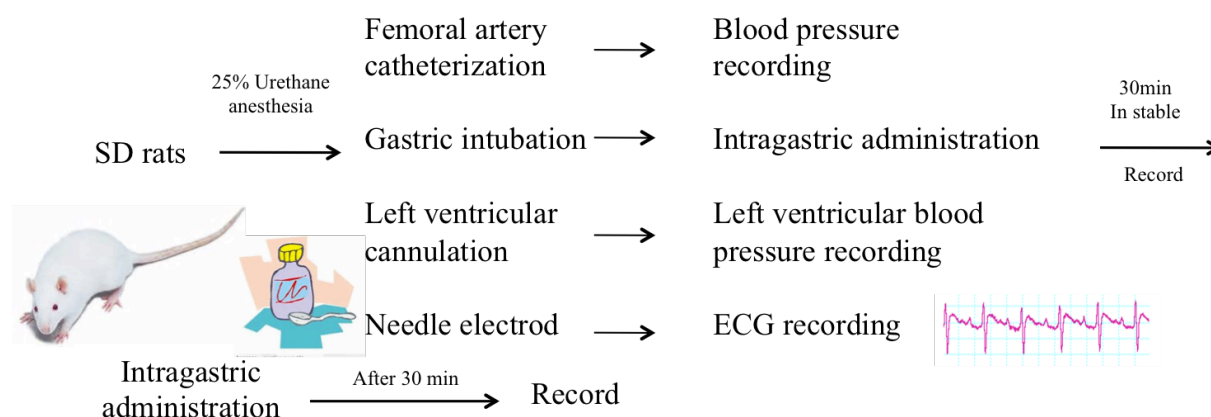 Femoral artery
catheterization
Blood pressure
recording
25% Urethane
anesthesia
30min
In stable
SD rats
Gastric intubation
Intragastric administration
Record
Left ventricular
cannulation
Left ventricular blood
pressure recording
Needle electrod
ECG recording
Intragastric
administration
After 30 min
Record